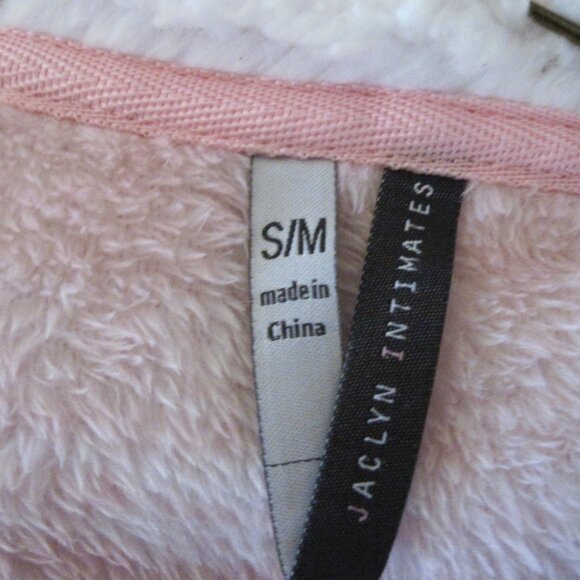 S/M
made in
China
JACLYN INTIMATES